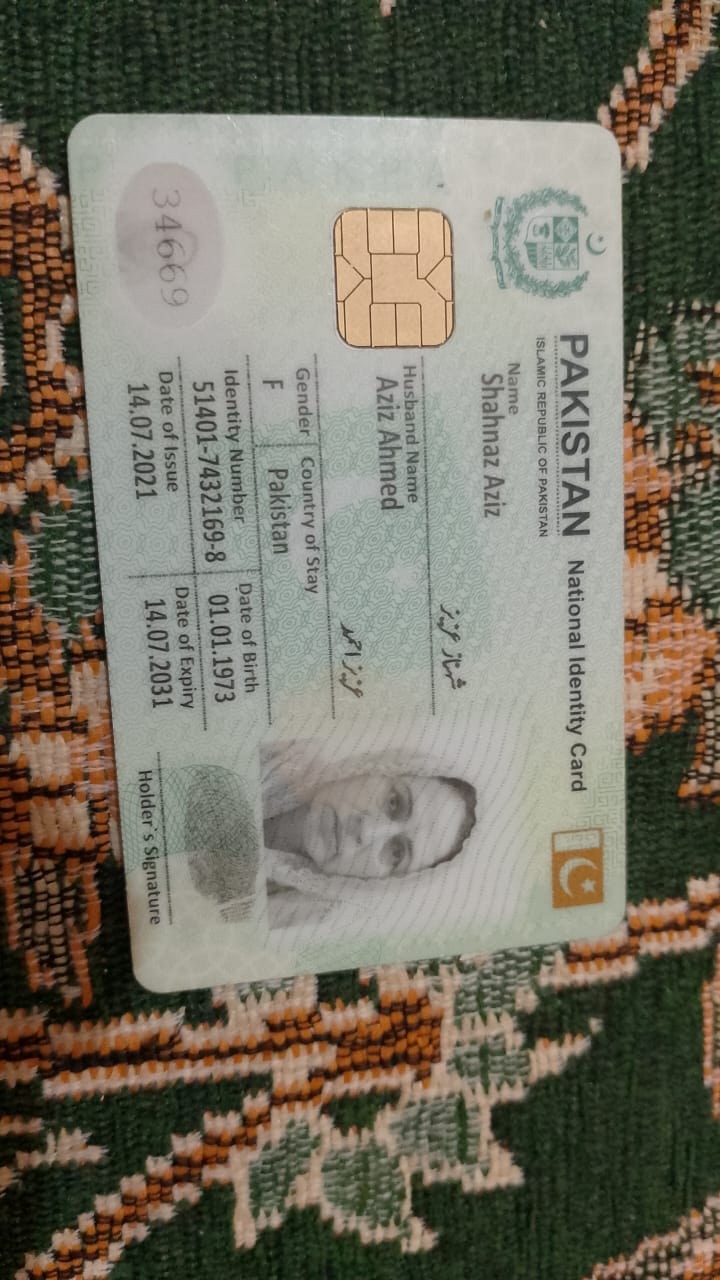 PAKISTAN National Identity Card
ISLAMIC REPUBLIC OF PAKISTAN
Name
Shahnaz Aziz
شہناز عزیز
Husband Name
Aziz Ahmed
عزیز احمد
Gender Country of Stay
F Pakistan
Identity Number Date of Birth
51401-7432169-8 01.01.1973
Date of Issue Date of Expiry
14.07.2021 14.07.2031
Holder's Signature
34669